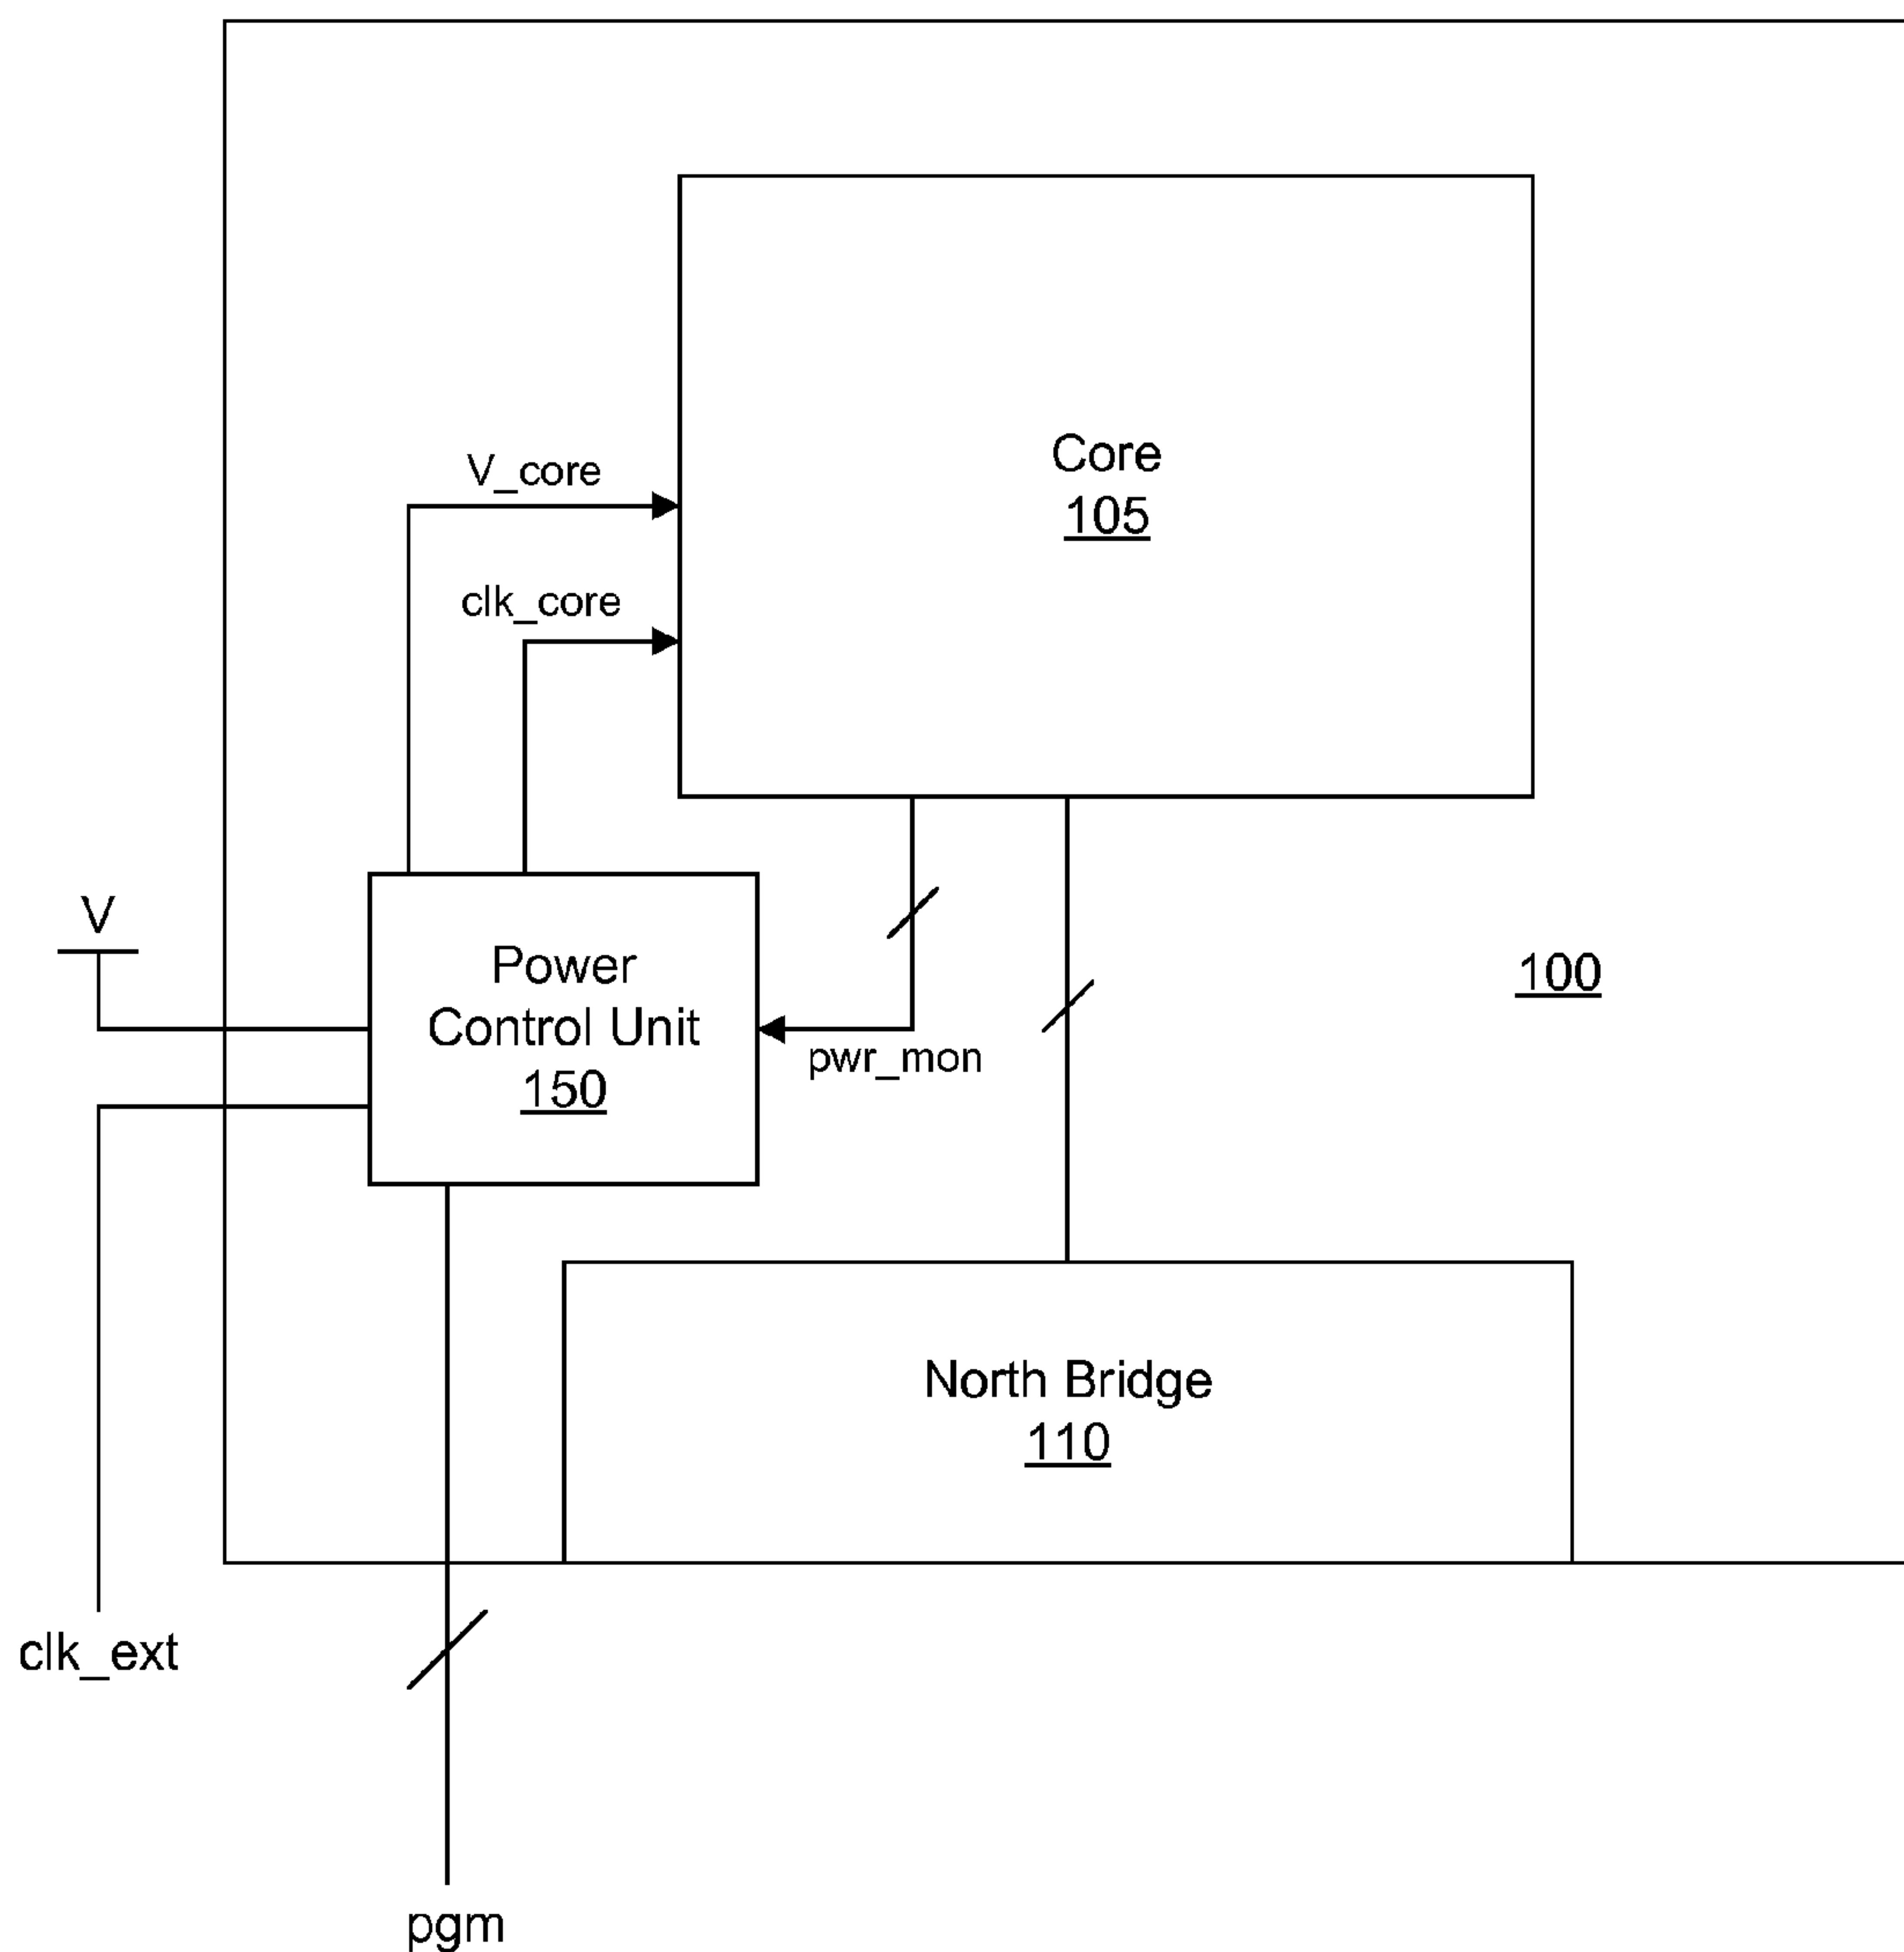 Core
105
V_core
clk_core
V
Power
Control Unit
150
pwr_mon
100
North Bridge
110
clk_ext
pgm